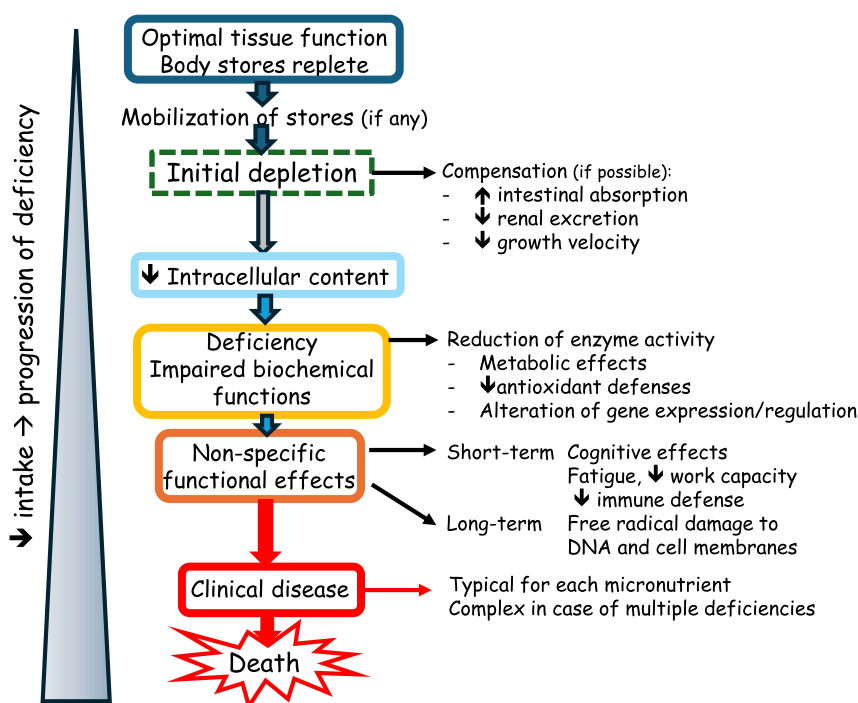 Optimal tissue function
Body stores replete
Mobilization of stores (if any)
Initial depletion
Compensation (if possible):
- 🡹 intestinal absorption
- 🡻 renal excretion
- 🡻 growth velocity
🡻 Intracellular content
Deficiency
Impaired biochemical
functions
Reduction of enzyme activity
- Metabolic effects
- 🡻antioxidant defenses
- Alteration of gene expression/regulation
Non-specific
functional effects
Short-term Cognitive effects
Fatigue, 🡻 work capacity
🡻 immune defense
Long-term Free radical damage to
DNA and cell membranes
Clinical disease
Typical for each micronutrient
Complex in case of multiple deficiencies
Death
🡻 intake → progression of deficiency